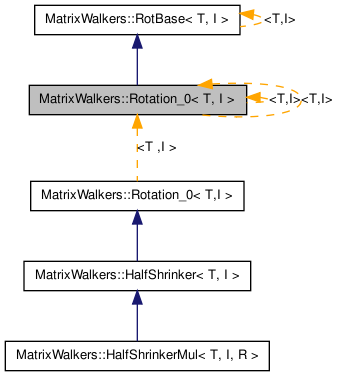 MatrixWalkers::RotBase< T, I >
<T,I>
MatrixWalkers::Rotation_0< T, I >
<T,I>
<T,I>
<T ,I >
MatrixWalkers::Rotation_0< T,I >
MatrixWalkers::HalfShrinker< T, I >
MatrixWalkers::HalfShrinkerMul< T, I, R >